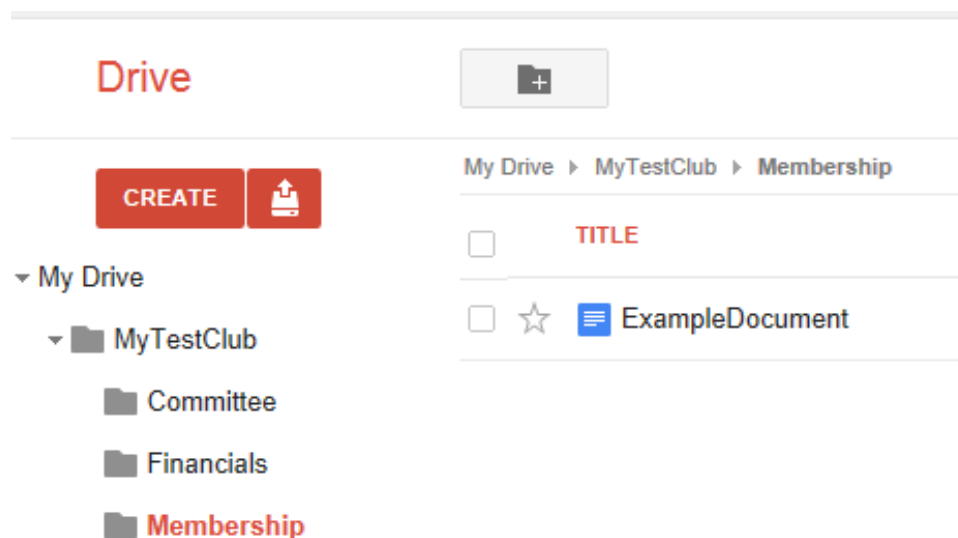 Drive
CREATE
My Drive
MyTestClub
Committee
Financials
Membership
My Drive MyTestClub Membership
TITLE
ExampleDocument